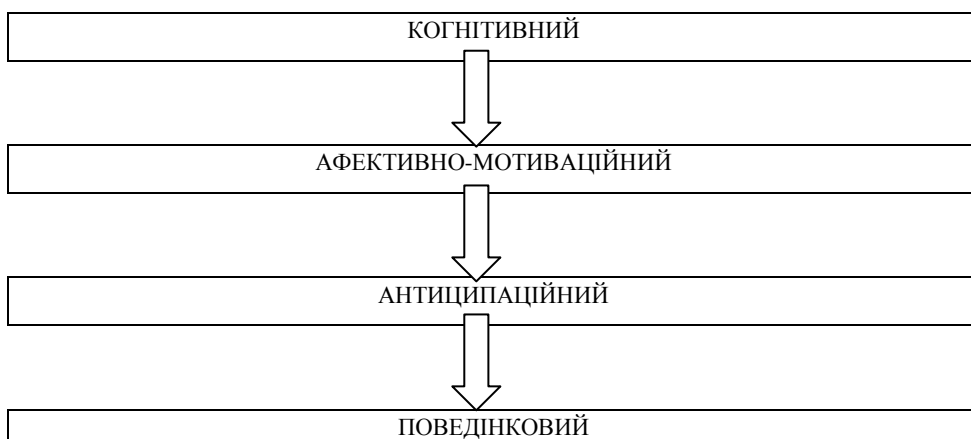 КОГНІТИВНИЙ
АФЕКТИВНО-МОТИВАЦІЙНИЙ
АНТИЦИПАЦІЙНИЙ
ПОВЕДІНКОВИЙ